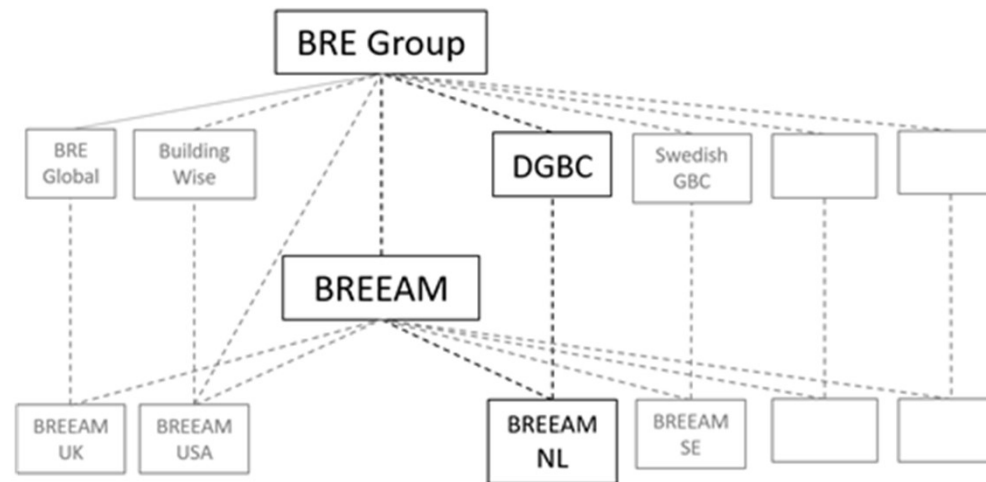 BRE Group
BRE
Global
Building
Wise
DGBC
Swedish
GBC
BREEAM
BREEAM
UK
BREEAM
USA
BREEAM
NL
BREEAM
SE